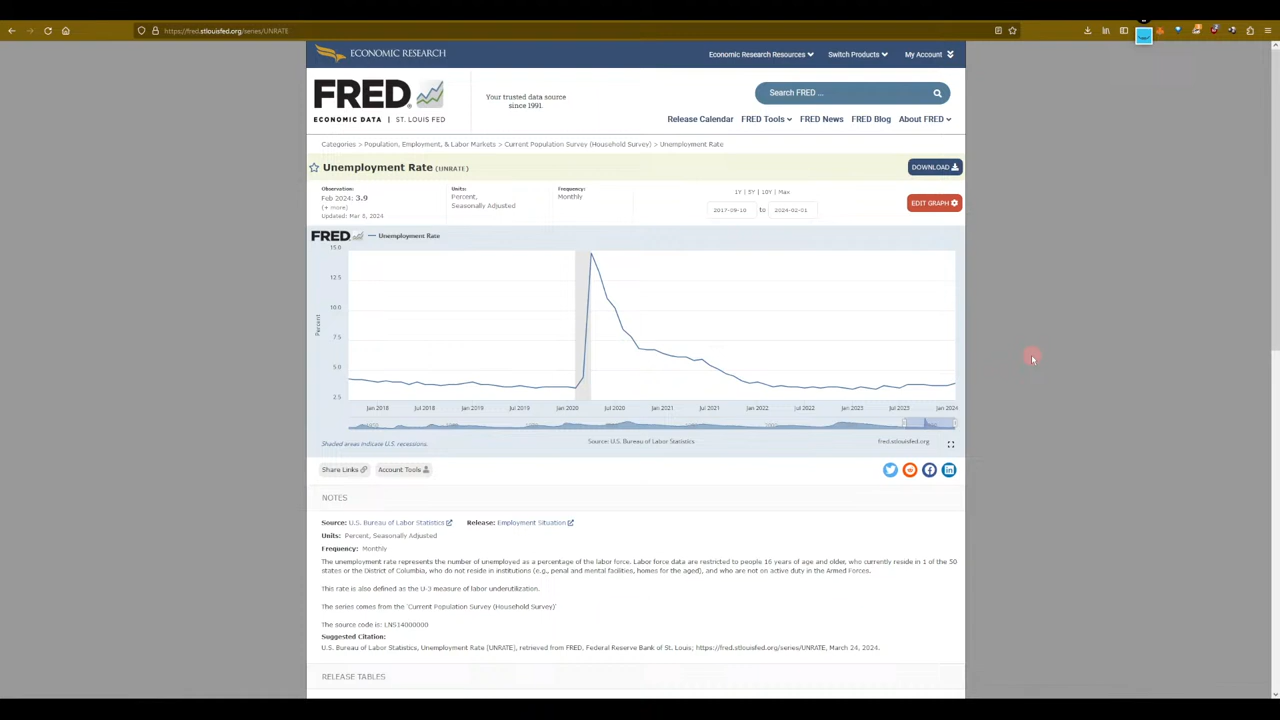 https://fred.stlouisfed.org/series/UNRATE
ECONOMIC RESEARCH
Economic Research Resources
Switch Products
My Account
FRED
ECONOMIC DATA | ST. LOUIS FED
Your trusted data source
since 1991.
Search FRED ...
Release Calendar
FRED Tools
FRED News
FRED Blog
About FRED
Categories > Population, Employment, & Labor Markets > Current Population Survey (Household Survey) > Unemployment Rate
Unemployment Rate (UNRATE)
DOWNLOAD
Observation:
Feb 2024: 3.9
(+ more)
Updated: Mar 8, 2024
Units:
Percent,
Seasonally Adjusted
Frequency:
Monthly
1Y | 5Y | 10Y | Max
2017-09-10 to 2024-02-01
EDIT GRAPH
FRED
Unemployment Rate
15.0
12.5
10.0
7.5
5.0
2.5
Percent
Jan 2018 Jul 2018 Jan 2019 Jul 2019 Jan 2020 Jul 2020 Jan 2021 Jul 2021 Jan 2022 Jul 2022 Jan 2023 Jul 2023 Jan 2024
Shaded areas indicate U.S. recessions.
Source: U.S. Bureau of Labor Statistics
fred.stlouisfed.org
Share Links
Account Tools
NOTES
Source: U.S. Bureau of Labor Statistics Release: Employment Situation
Units: Percent, Seasonally Adjusted
Frequency: Monthly
The unemployment rate represents the number of unemployed as a percentage of the labor force. Labor force data are restricted to people 16 years of age and older, who currently reside in 1 of the 50
states or the District of Columbia, who do not reside in institutions (e.g., penal and mental facilities, homes for the aged), and who are not on active duty in the Armed Forces.
This rate is also defined as the U-3 measure of labor underutilization.
The series comes from the 'Current Population Survey (Household Survey)'
The source code is: LNS14000000
Suggested Citation:
U.S. Bureau of Labor Statistics, Unemployment Rate [UNRATE], retrieved from FRED, Federal Reserve Bank of St. Louis; https://fred.stlouisfed.org/series/UNRATE, March 24, 2024.
RELEASE TABLES